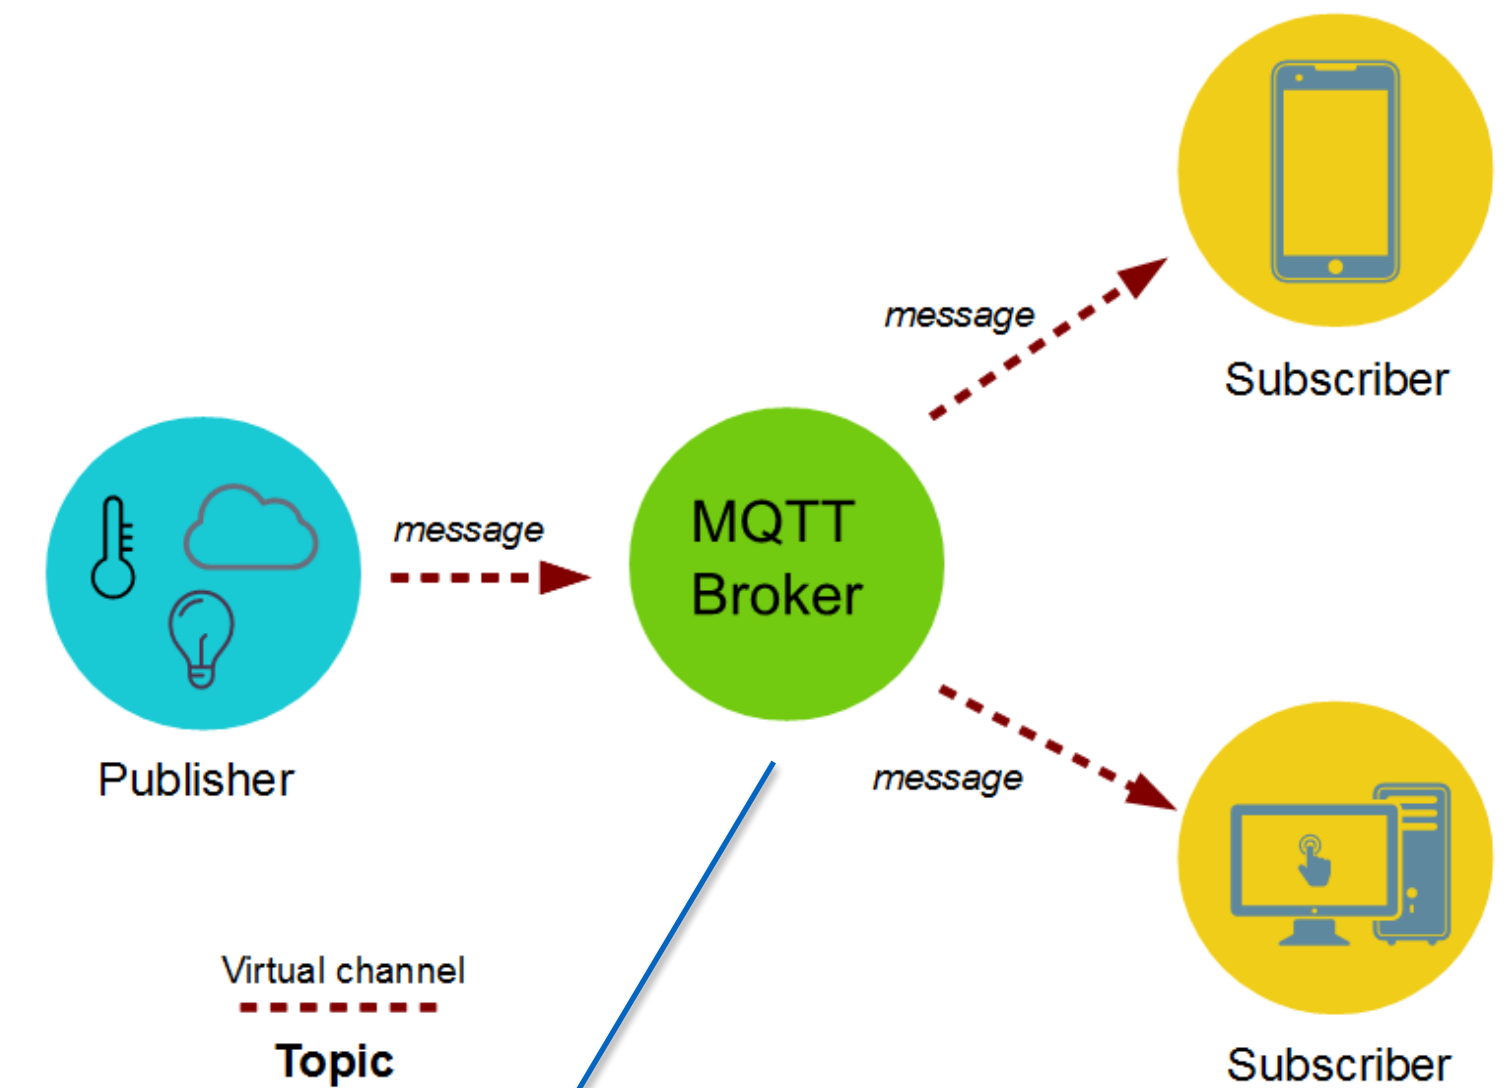 message
Subscriber
message
MQTT
Broker
Publisher
message
Virtual channel
Topic
Subscriber